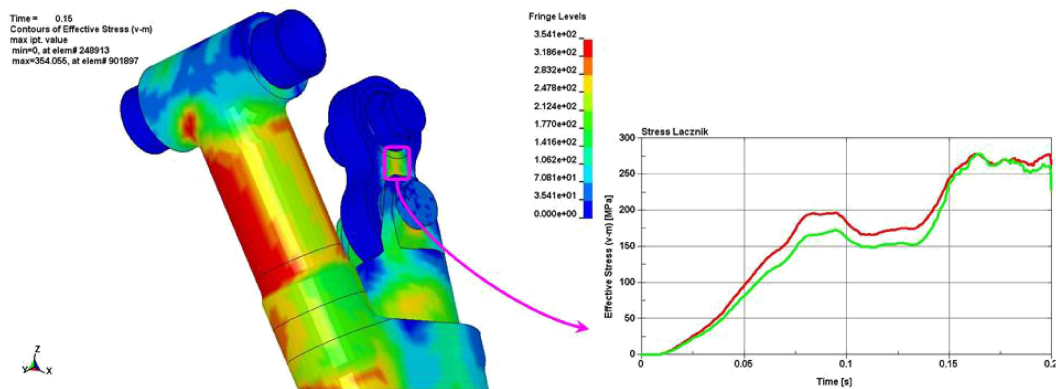 Time = 0.15
Contours of Effective Stress (v-m)
max ipt. value
min=0, at elem# 248913
max=354.055, at elem# 901897
Fringe Levels
3.541e+02
3.186e+02
2.832e+02
2.478e+02
2.124e+02
1.770e+02
1.416e+02
1.062e+02
7.081e+01
3.541e+01
0.000e+00
Z
Y X
Stress Lacznik
Effective Stress (v-m) [MPa]
300
250
200
150
100
50
0
0 0.05 0.1 0.15 0.2
Time [s]